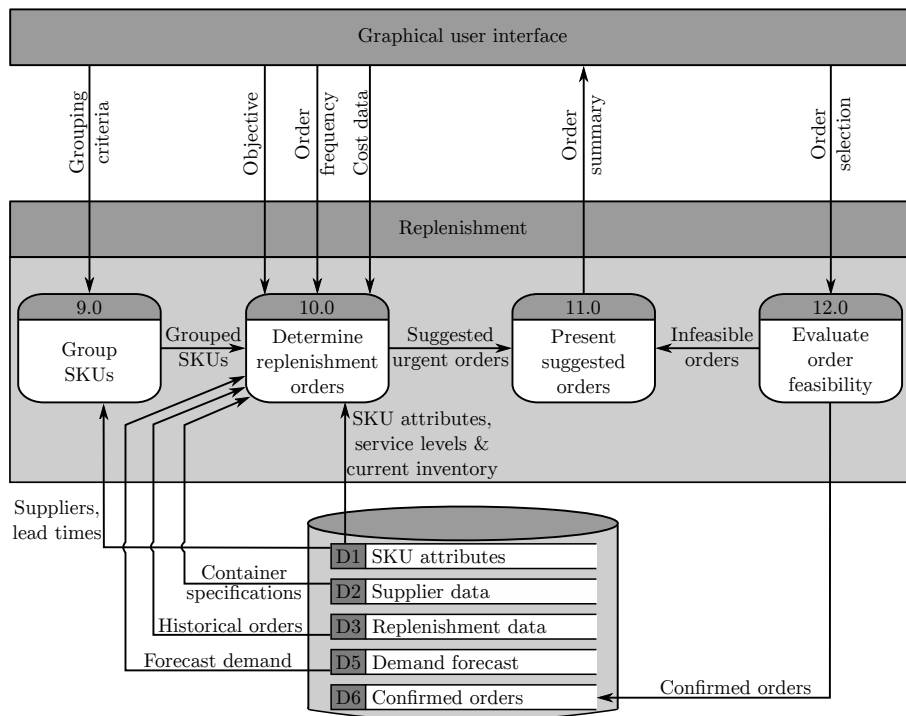 Graphical user interface
Grouping
criteria
Objective
Order
frequency
Cost data
Order
summary
Order
selection
Replenishment
9.0
Group
SKUs
Grouped
SKUs
10.0
Determine
replenishment
orders
Suggested
urgent orders
11.0
Present
suggested
orders
Infeasible
orders
12.0
Evaluate
order
feasibility
SKU attributes,
service levels &
current inventory
Suppliers,
lead times
D1 SKU attributes
Container
specifications
D2 Supplier data
Historical orders
D3 Replenishment data
Forecast demand
D5 Demand forecast
D6 Confirmed orders
Confirmed orders